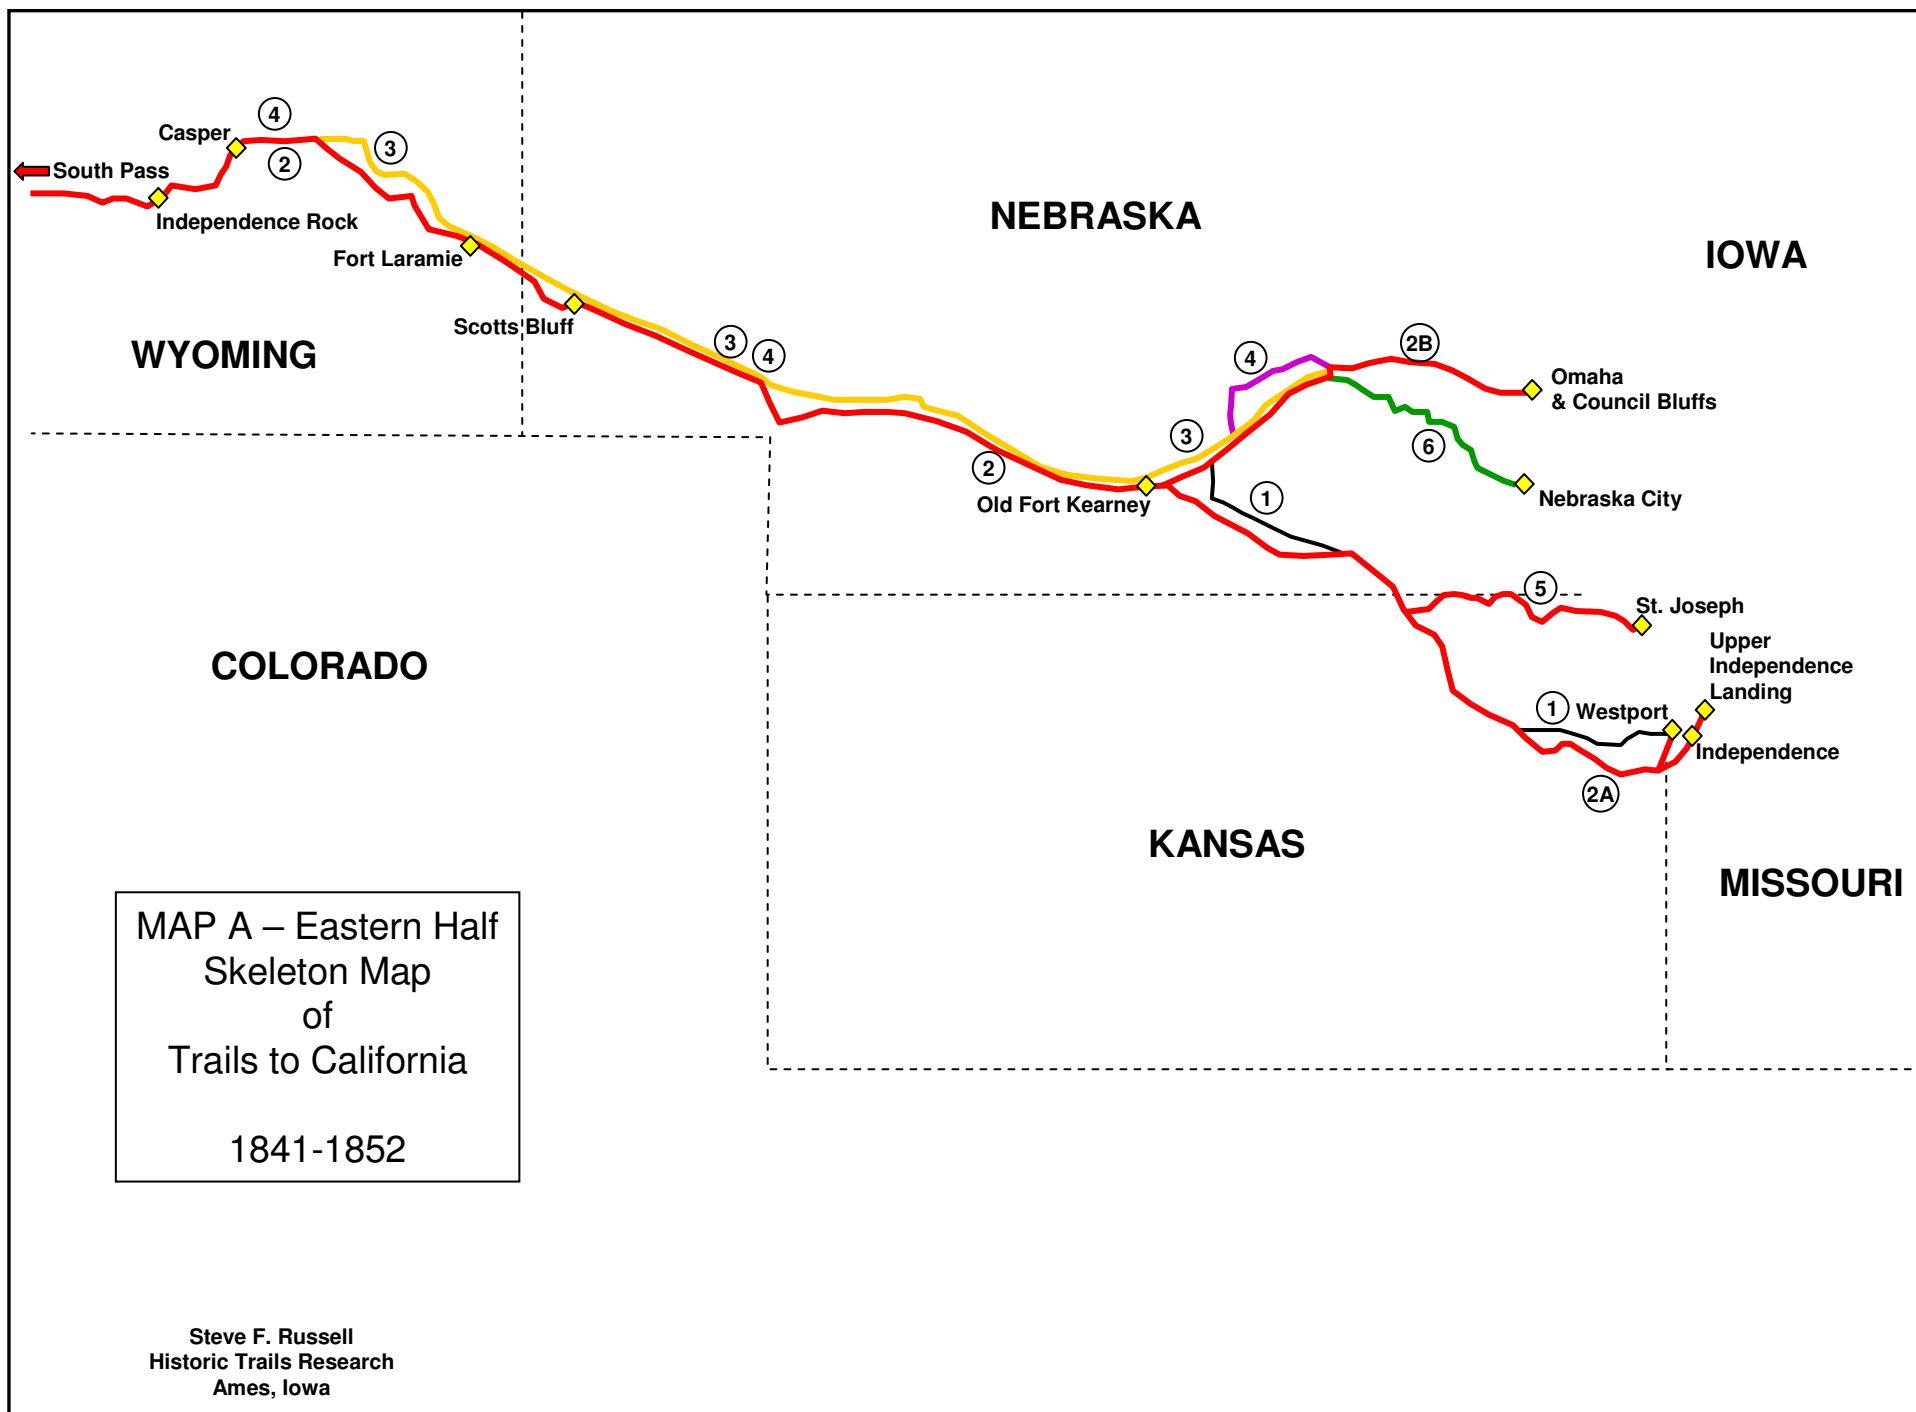 4
Casper
3
2
South Pass
Independence Rock
Fort Laramie
NEBRASKA
IOWA
Scotts Bluff
WYOMING
3
4
4
2B
Omaha
& Council Bluffs
3
6
2
1
Old Fort Kearney
Nebraska City
5
St. Joseph
Upper
Independence
Landing
COLORADO
1
Westport
Independence
2A
KANSAS
MISSOURI
MAP A – Eastern Half
Skeleton Map
of
Trails to California
1841-1852
Steve F. Russell
Historic Trails Research
Ames, Iowa